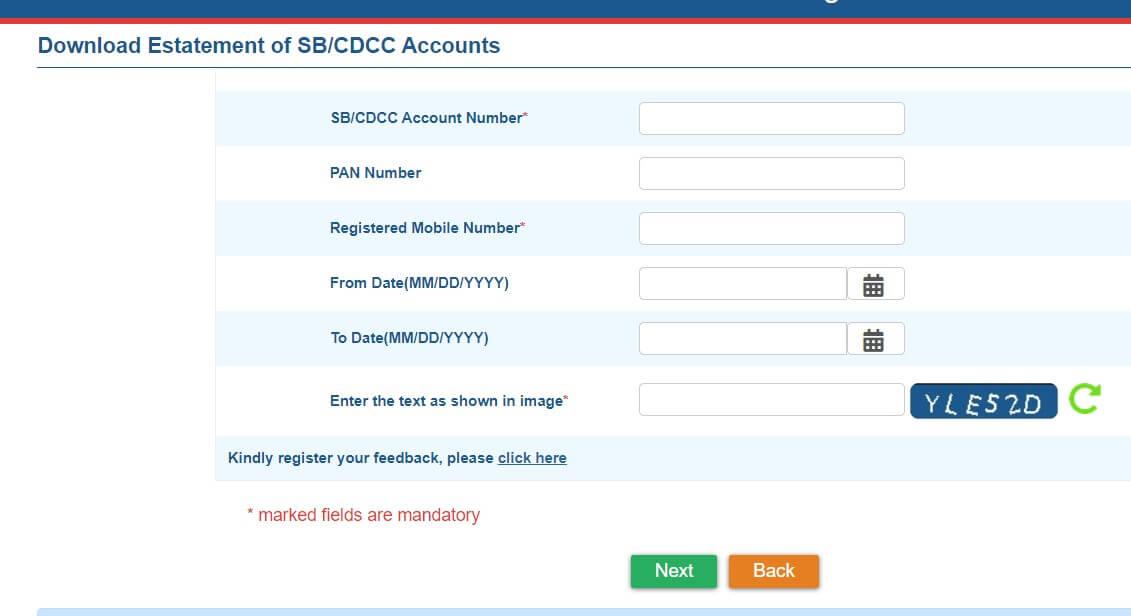 Download Estatement of SB/CDCC Accounts
SB/CDCC Account Number*
PAN Number
Registered Mobile Number*
From Date(MM/DD/YYYY)
To Date(MM/DD/YYYY)
Enter the text as shown in image* YLE52D
Kindly register your feedback, please click here
* marked fields are mandatory
Next Back